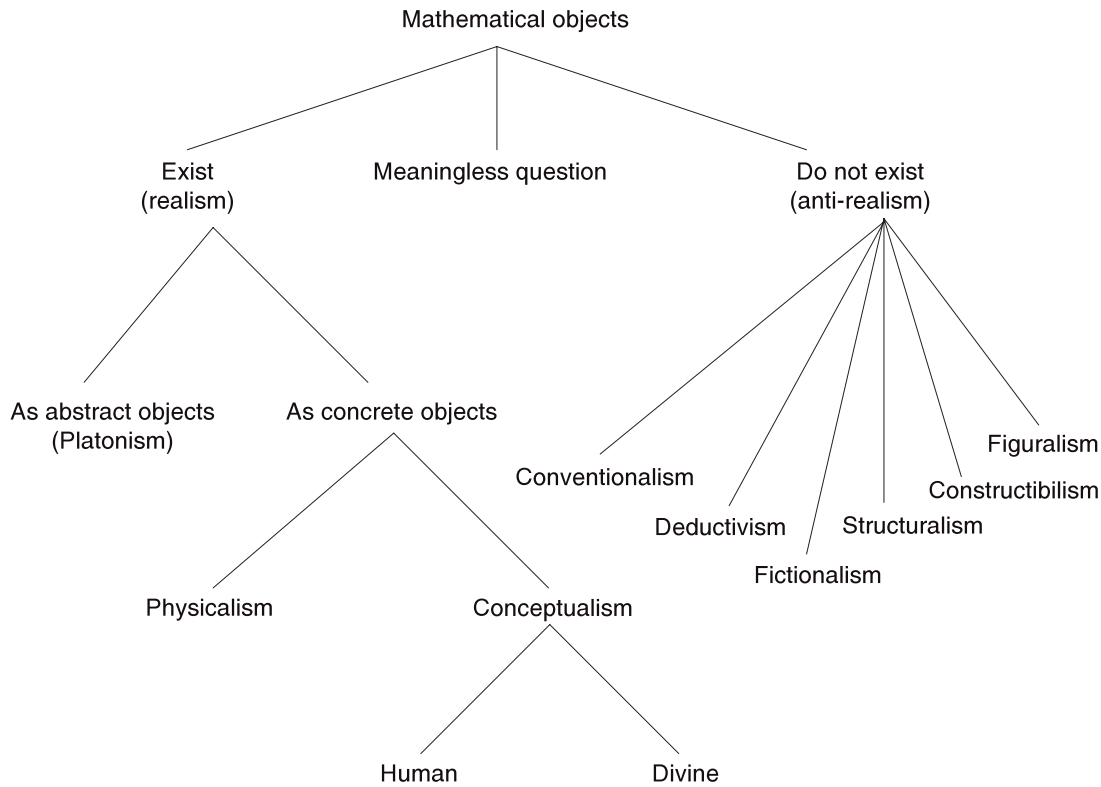 Mathematical objects
Exist
(realism)
Meaningless question
Do not exist
(anti-realism)
As abstract objects
(Platonism)
As concrete objects
Conventionalism
Deductivism
Fictionalism
Structuralism
Constructibilism
Figuralism
Physicalism
Conceptualism
Human
Divine